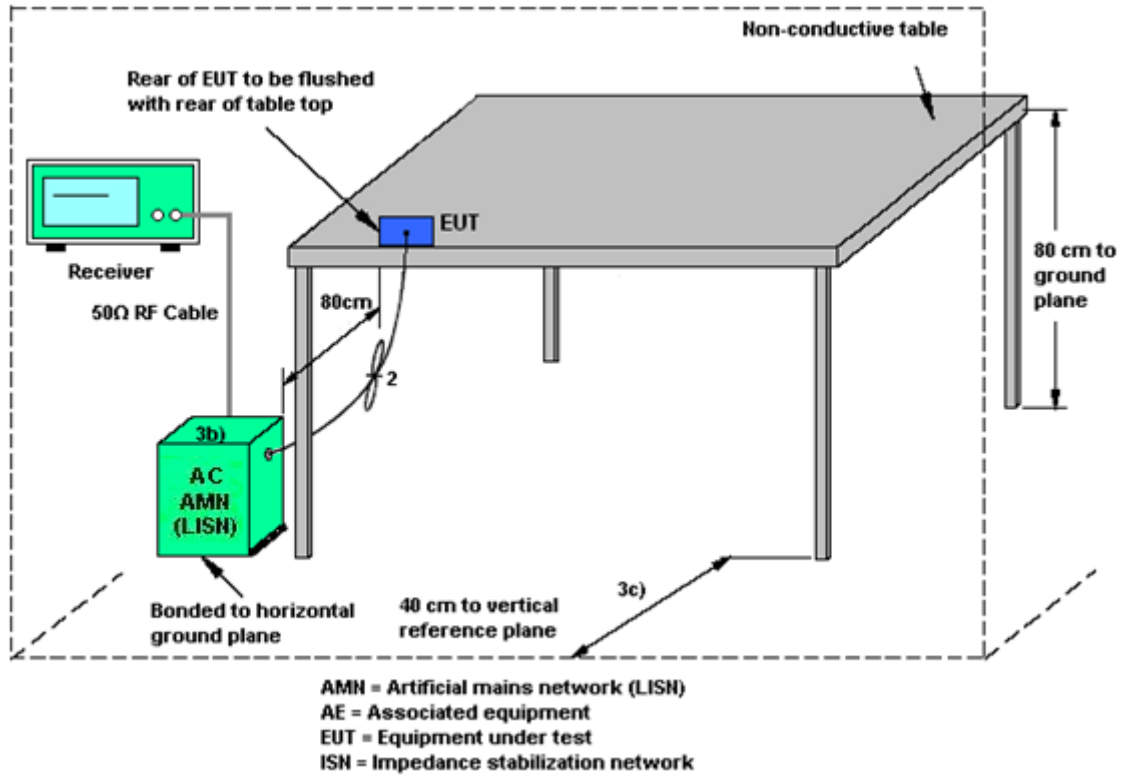 Non-conductive table
Rear of EUT to be flushed
with rear of table top
EUT
Receiver
50Ω RF Cable
80cm
80 cm to
ground
plane
2
3b)
AC
AMN
(LISN)
Bonded to horizontal
ground plane
40 cm to vertical
reference plane
3c)
AMN = Artificial mains network (LISN)
AE = Associated equipment
EUT = Equipment under test
ISN = Impedance stabilization network